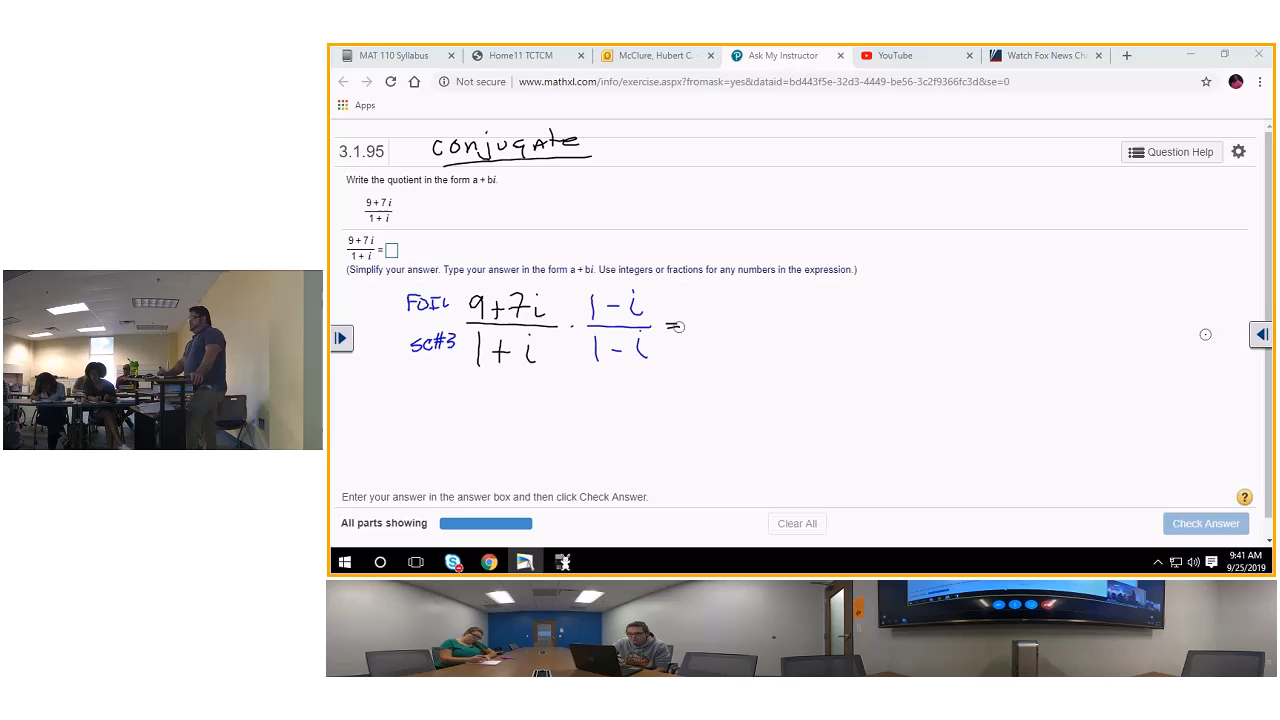 MAT 110 Syllabus
Home11 TCTCM
McClure, Hubert C.
Ask My Instructor
YouTube
Watch Fox News Cha
Not secure
www.mathxl.com/info/exercise.aspx?fromask=yes&dataid=bd443f5e-32d3-4449-be56-3c2f9366fc3d&se=0
Apps
3.1.95
conjugate
Question Help
Write the quotient in the form a + bi.
9 + 7 i
1 + i
9 + 7 i
1 + i
=
(Simplify your answer. Type your answer in the form a + bi. Use integers or fractions for any numbers in the expression.)
FOIL 9+7i · 1-i =
SC#3 1+i 1-i
Enter your answer in the answer box and then click Check Answer.
?
All parts showing
Clear All
Check Answer
9:41 AM
9/25/2019